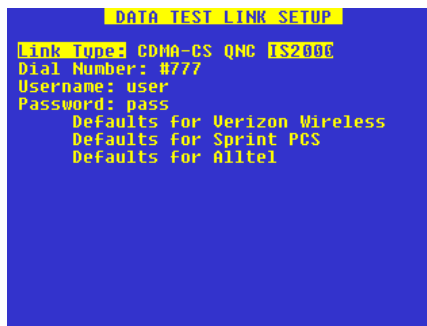 DATA TEST LINK SETUP
Link Type: CDMA-CS QNC IS2000
Dial Number: #777
Username: user
Password: pass
Defaults for Verizon Wireless
Defaults for Sprint PCS
Defaults for Alltel